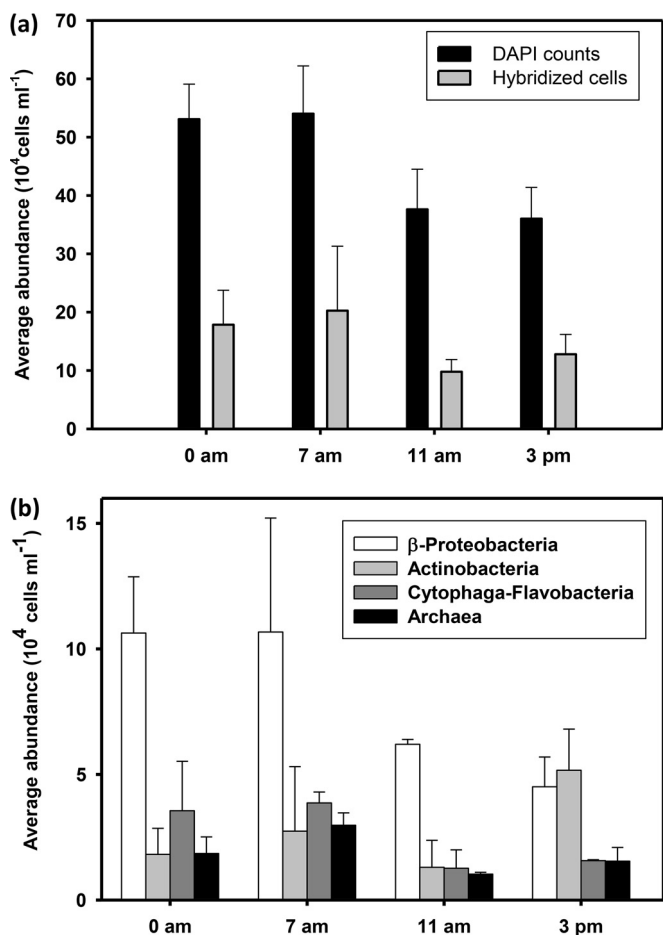 (a)
Average abundance (10⁴cells ml⁻¹)
70
60
50
40
30
20
10
0
DAPI counts
Hybridized cells
0 am 7 am 11 am 3 pm
(b)
Average abundance (10⁴ cells ml⁻¹)
15
10
5
0
β-Proteobacteria
Actinobacteria
Cytophaga-Flavobacteria
Archaea
0 am 7 am 11 am 3 pm